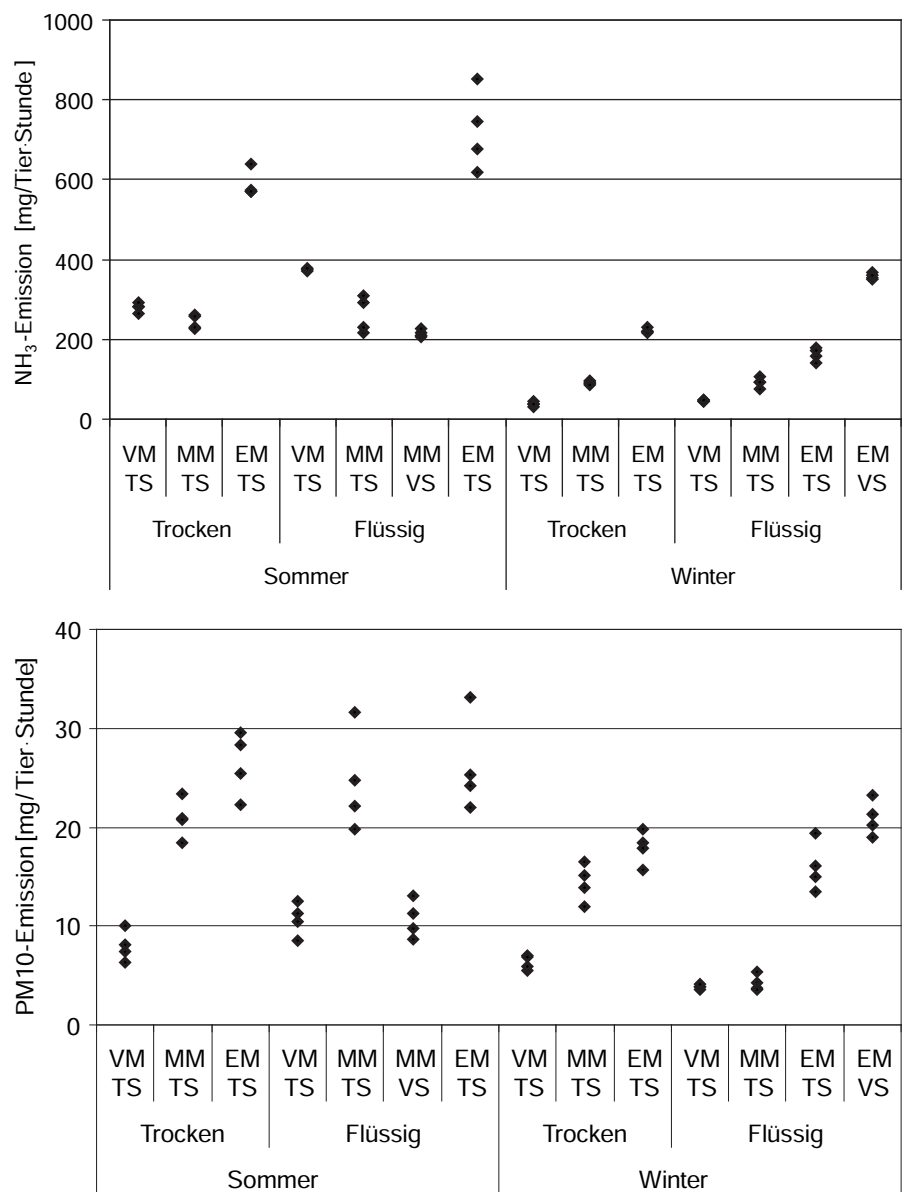 NH₃-Emission [mg/Tier·Stunde]
1000
800
600
400
200
0
VM MM EM VM MM MM EM VM MM EM VM MM EM EM
TS TS TS TS TS VS TS TS TS TS TS TS TS VS
Trocken Flüssig Trocken Flüssig
Sommer Winter
PM10-Emission [mg/Tier·Stunde]
40
30
20
10
0
VM MM EM VM MM MM EM VM MM EM VM MM EM EM
TS TS TS TS TS VS TS TS TS TS TS TS TS VS
Trocken Flüssig Trocken Flüssig
Sommer Winter